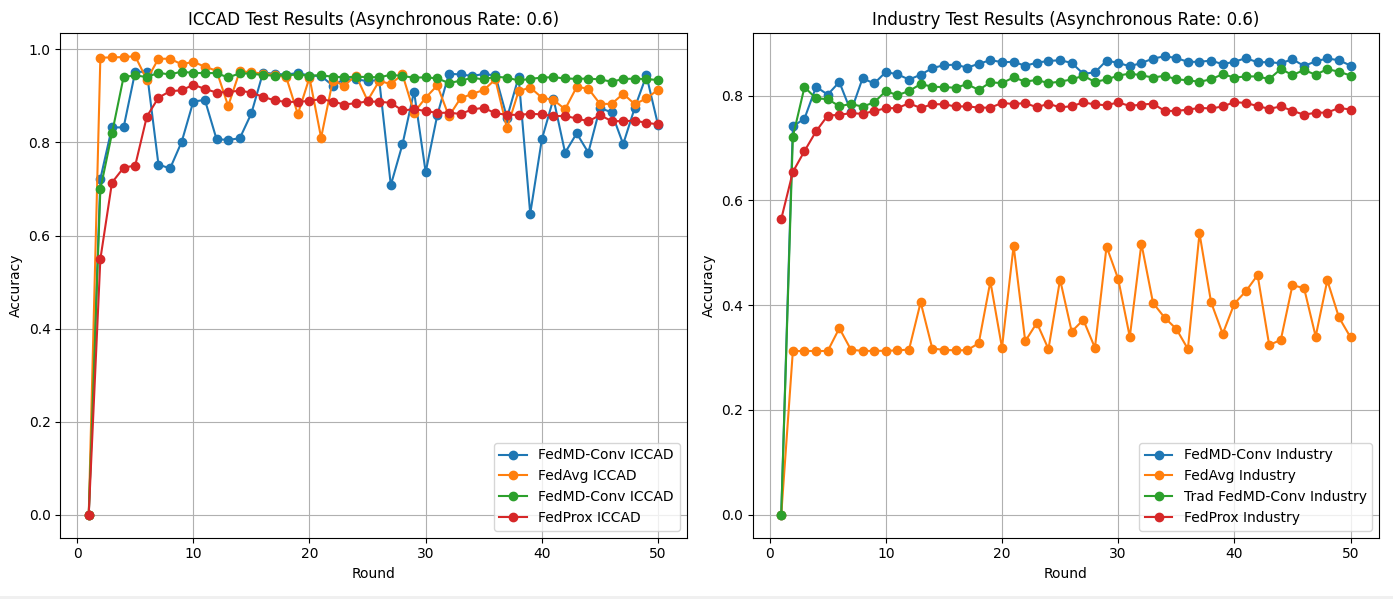 ICCAD Test Results (Asynchronous Rate: 0.6)
Accuracy
1.0
0.8
0.6
0.4
0.2
0.0
0
10
20
30
40
50
Round
FedMD-Conv ICCAD
FedAvg ICCAD
FedMD-Conv ICCAD
FedProx ICCAD
Industry Test Results (Asynchronous Rate: 0.6)
Accuracy
0.8
0.6
0.4
0.2
0.0
0
10
20
30
40
50
Round
FedMD-Conv Industry
FedAvg Industry
Trad FedMD-Conv Industry
FedProx Industry